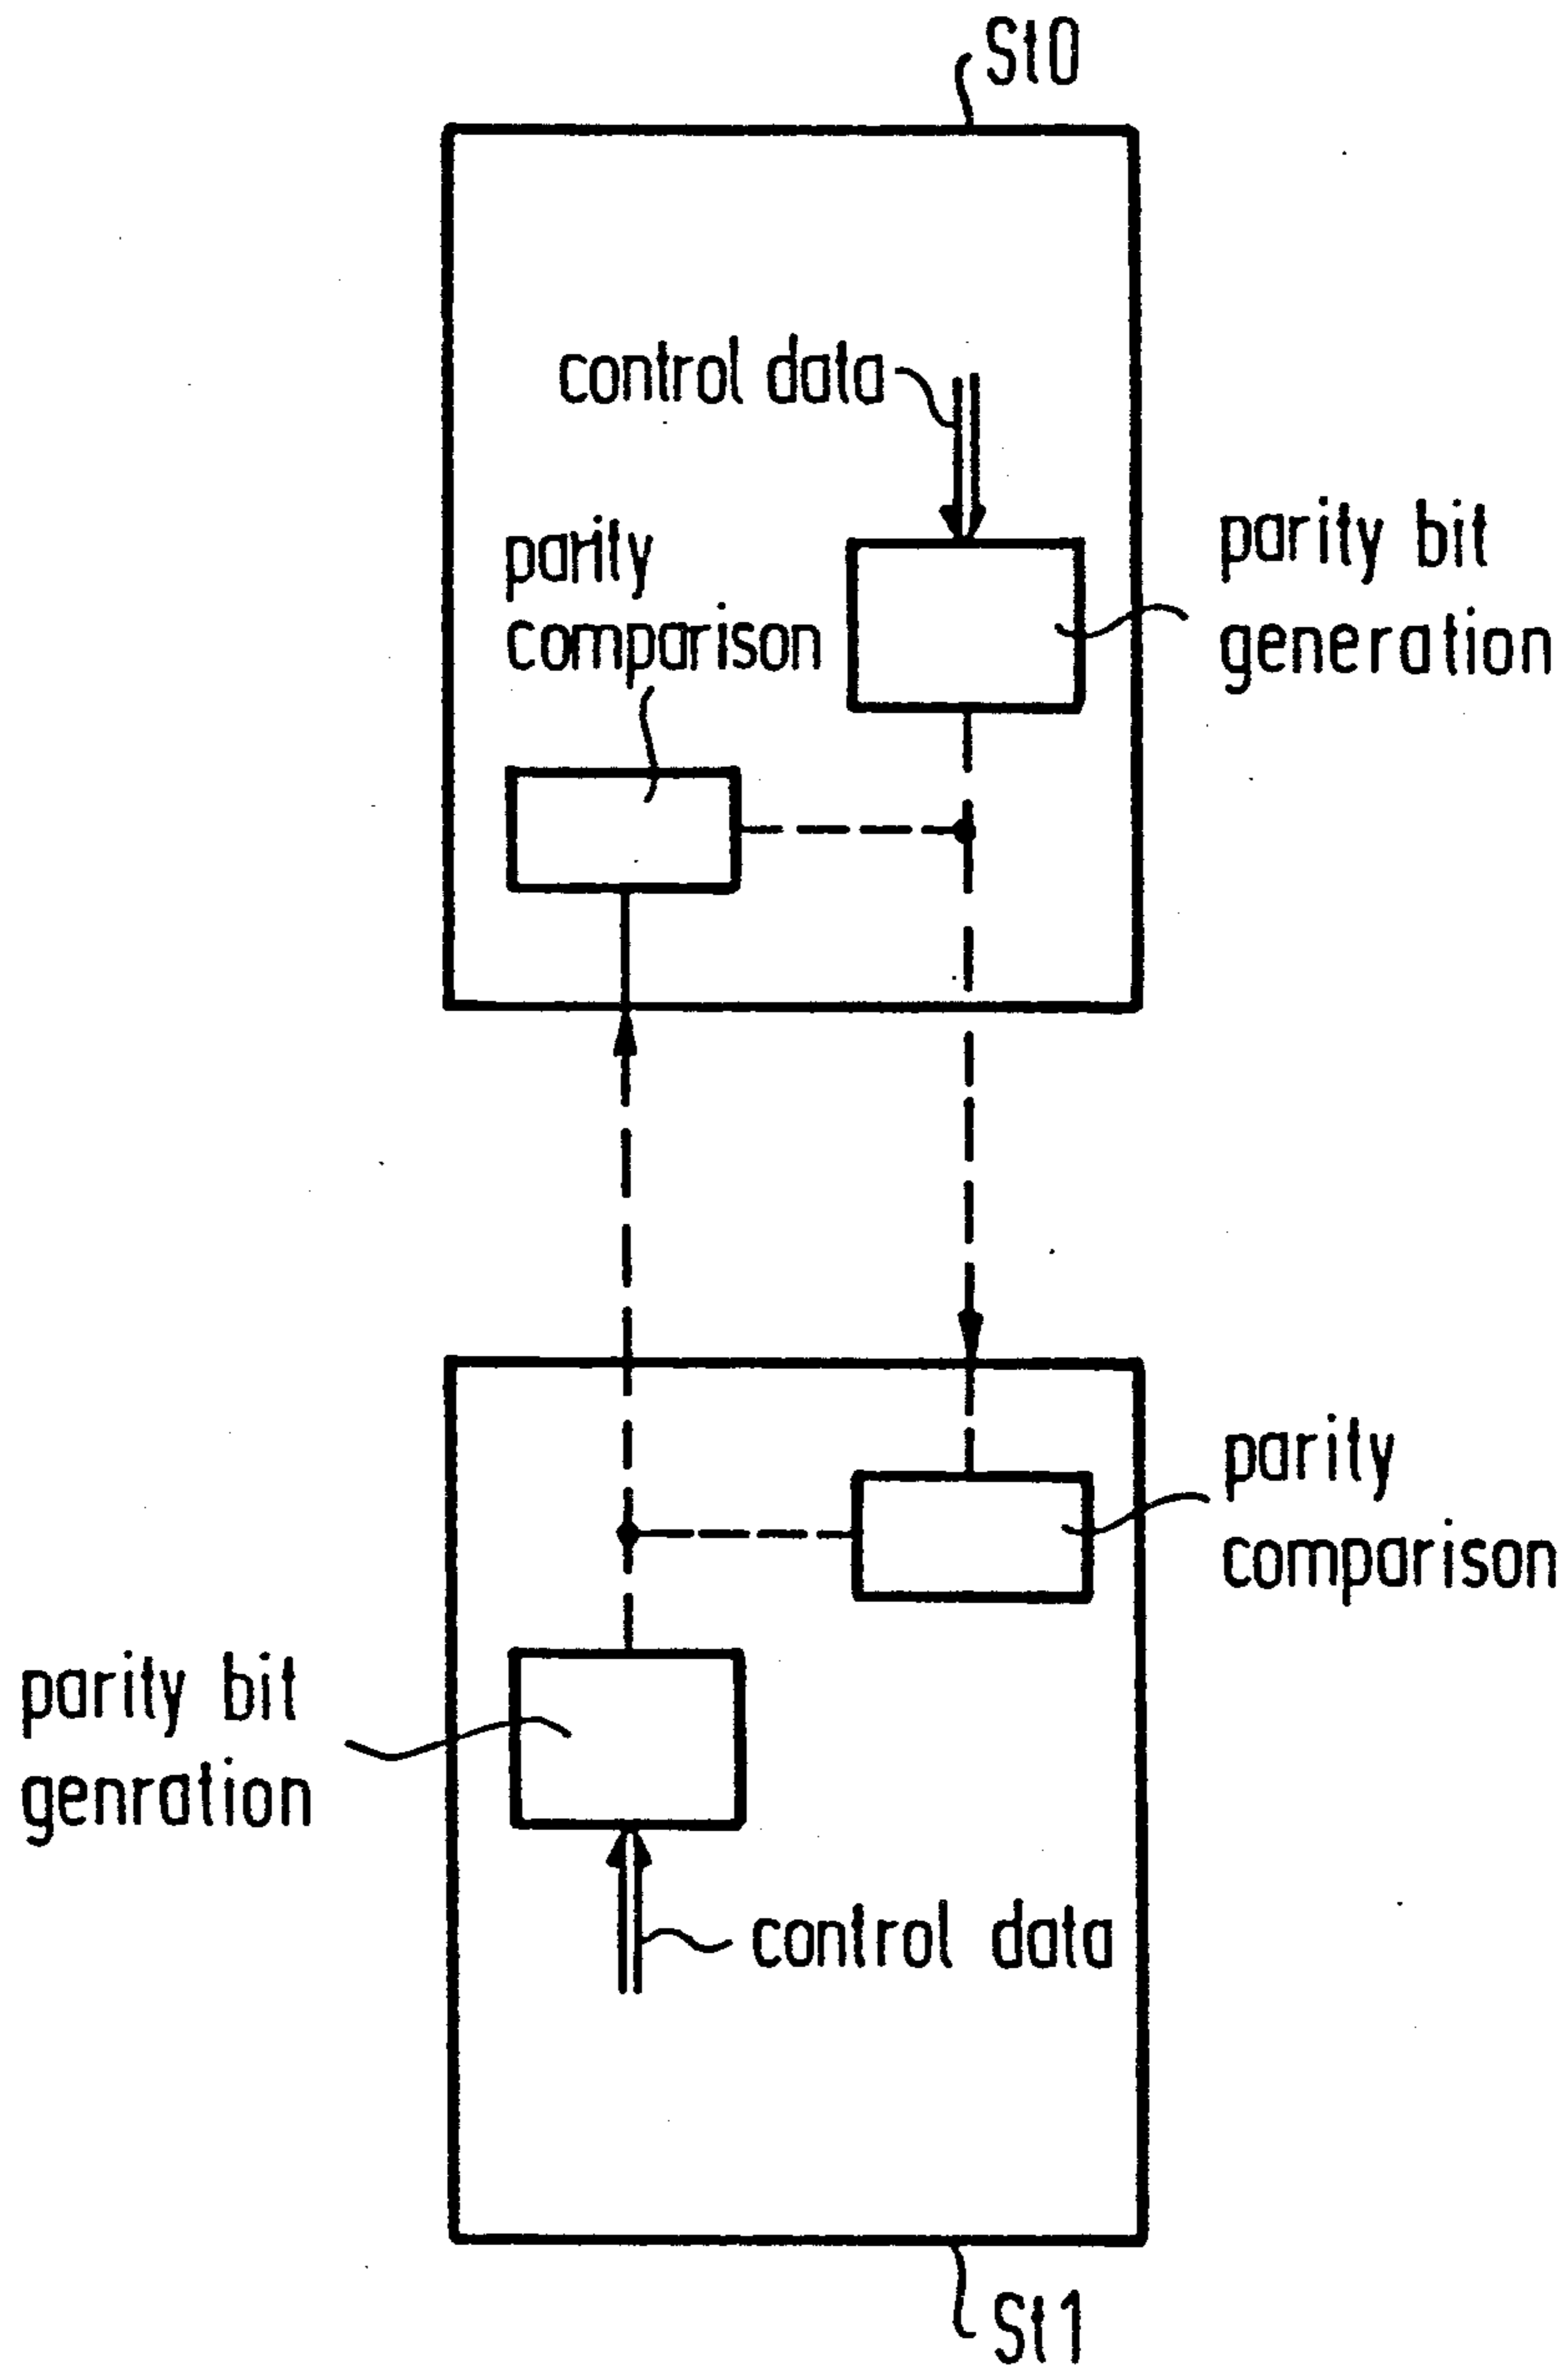 St0
control data
parity
comparison
parity bit
generation
parity
comparison
parity bit
genration
control data
St1